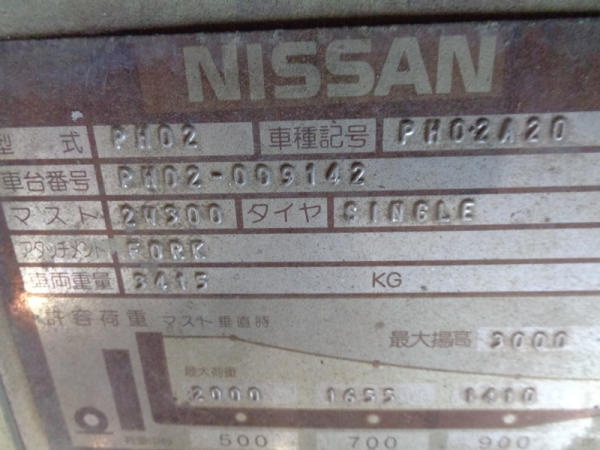 NISSAN
型式 PH02 車種記号 PH02A20
車台番号 PH02-009142
マスト 2W300 タイヤ SINGLE
アタッチメント FORK
車両重量 3415 KG
許容荷重 マスト垂直時 最大揚高 3000
最大荷重
2000 1655 1410
500 700 900